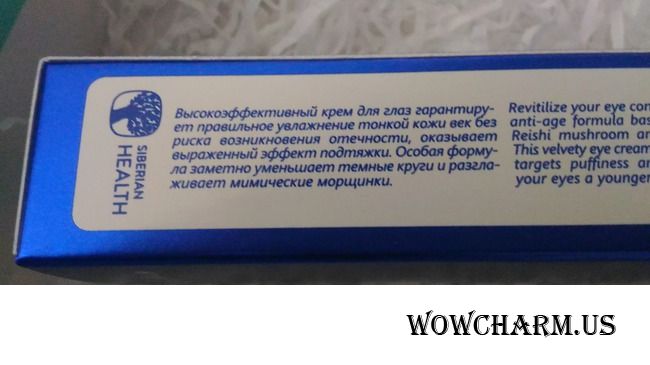 SIBERIAN
HEALTH
Высокоэффективный крем для глаз гарантиру-
ет правильное увлажнение тонкой кожи век без
риска возникновения отечности, оказывает
выраженный эффект подтяжки. Особая форму-
ла заметно уменьшает темные круги и разгла-
живает мимические морщинки.
Revitilize your eye con
anti-age formula bas
Reishi mushroom an
This velvety eye cream
targets puffiness an
your eyes a younger
WOWCHARM.US